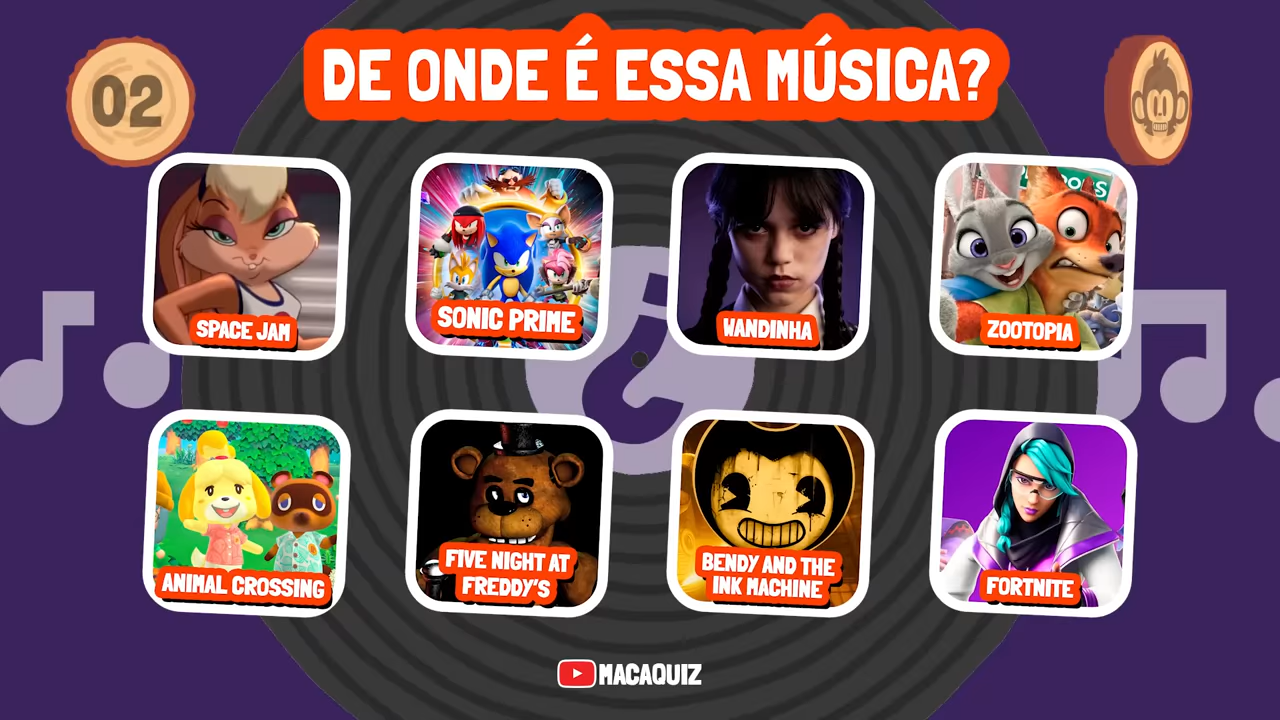 DE ONDE É ESSA MÚSICA?
02
SPACE JAM
SONIC PRIME
WANDINHA
ZOOTOPIA
ANIMAL CROSSING
FIVE NIGHT AT
FREDDY'S
BENDY AND THE
INK MACHINE
FORTNITE
MACAQUIZ